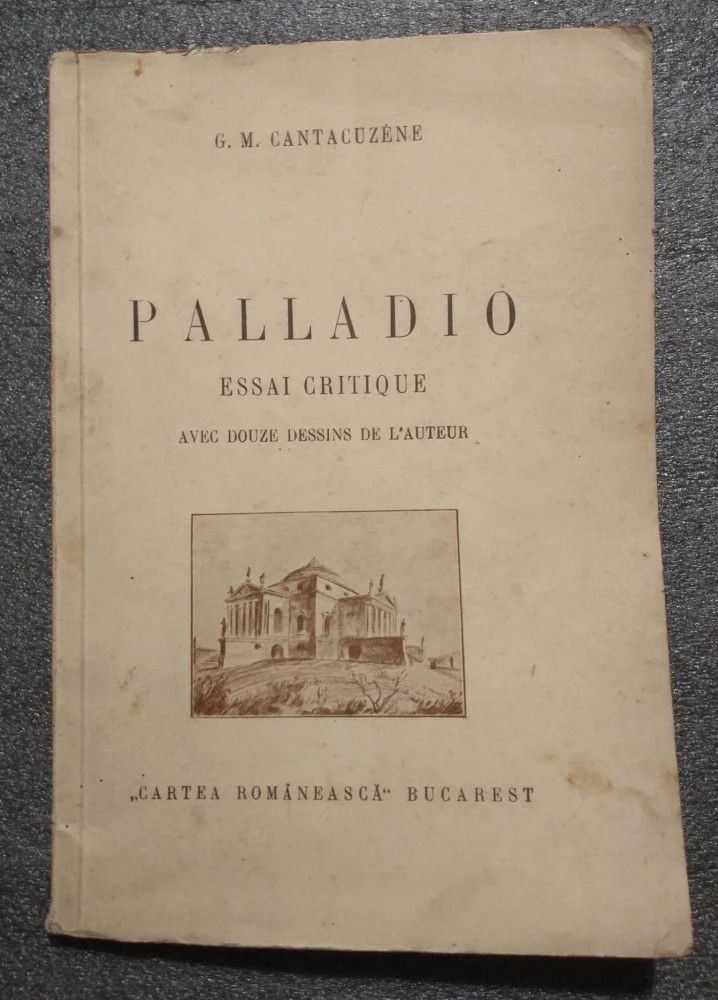 G. M. CANTACUZÈNE
PALLADIO
ESSAI CRITIQUE
AVEC DOUZE DESSINS DE L'AUTEUR
„CARTEA ROMÂNEASCĂ“ BUCAREST